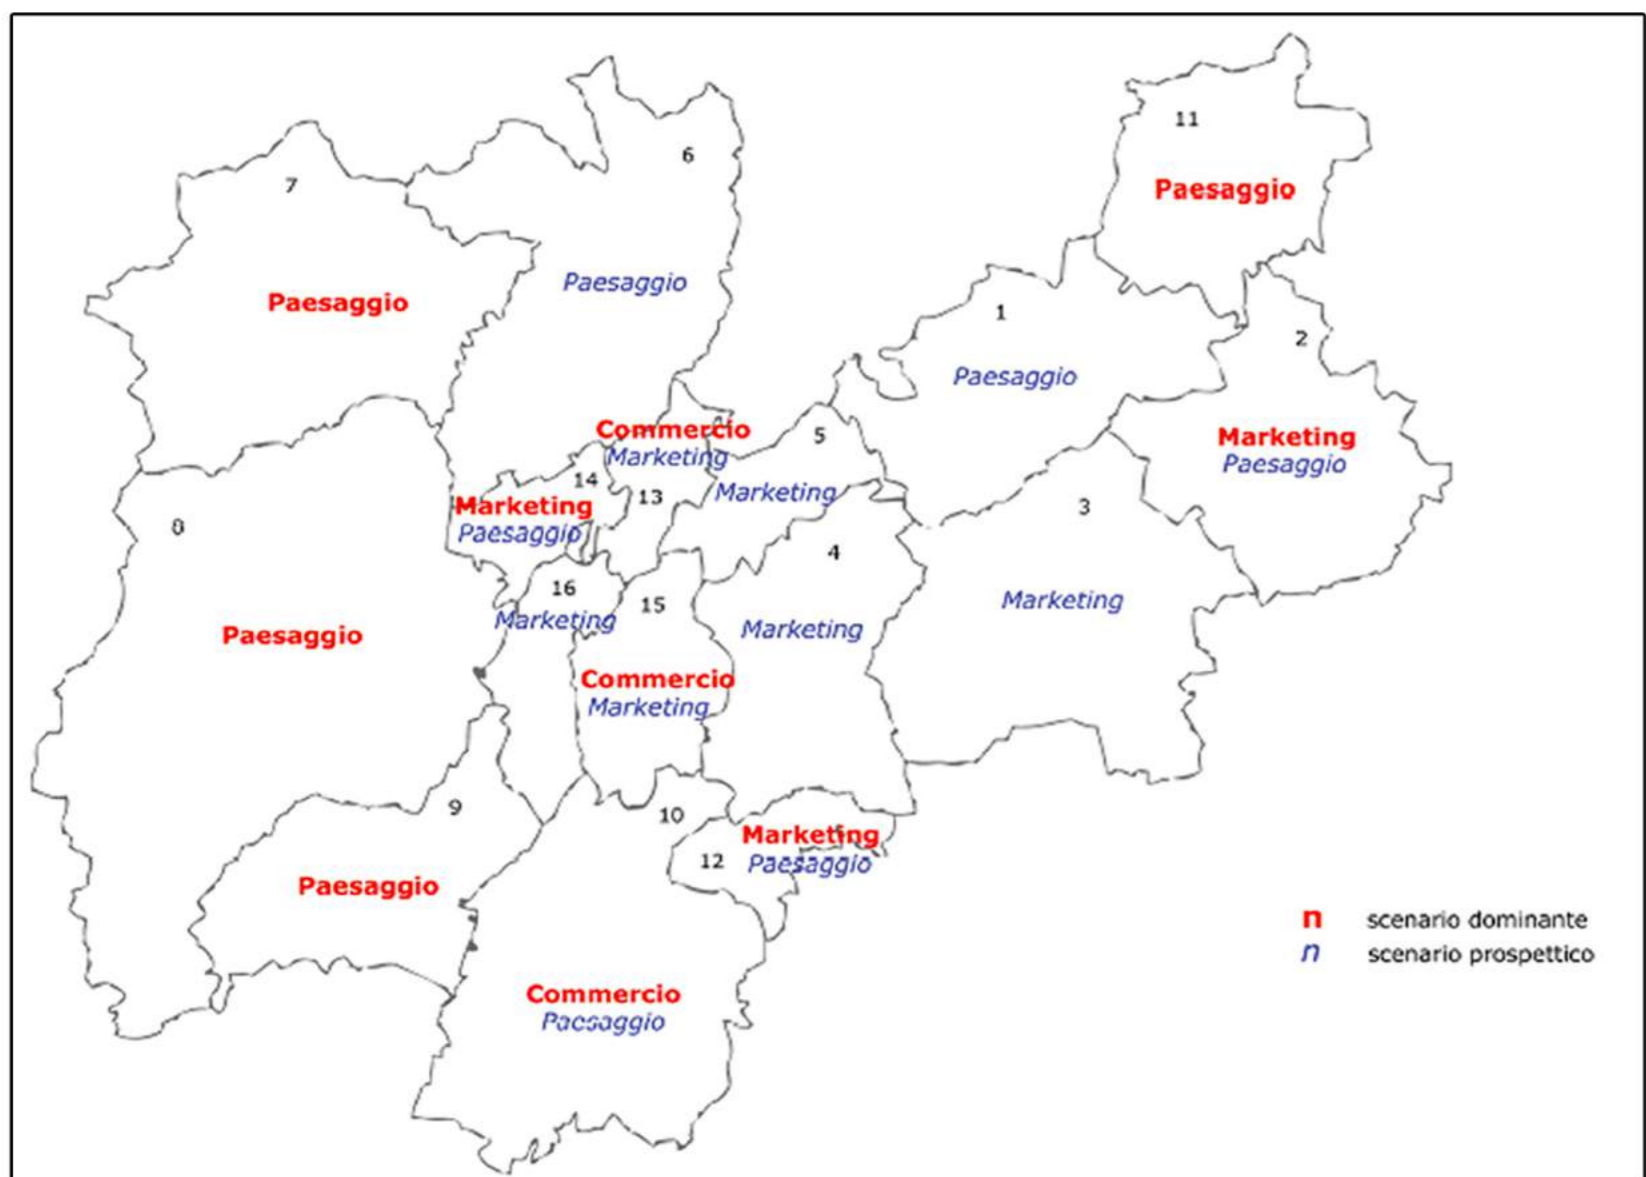 11
Paesaggio
6
7
Paesaggio
Paesaggio
1
Paesaggio
2
Marketing
Paesaggio
Commercio
Marketing
5
Marketing
14
13
Marketing
Paesaggio
3
Marketing
8
Paesaggio
4
Marketing
16
Marketing
15
Commercio
Marketing
9
Paesaggio
10
Commercio
Paesaggio
12
Marketing
Paesaggio
n scenario dominante
n scenario prospettico